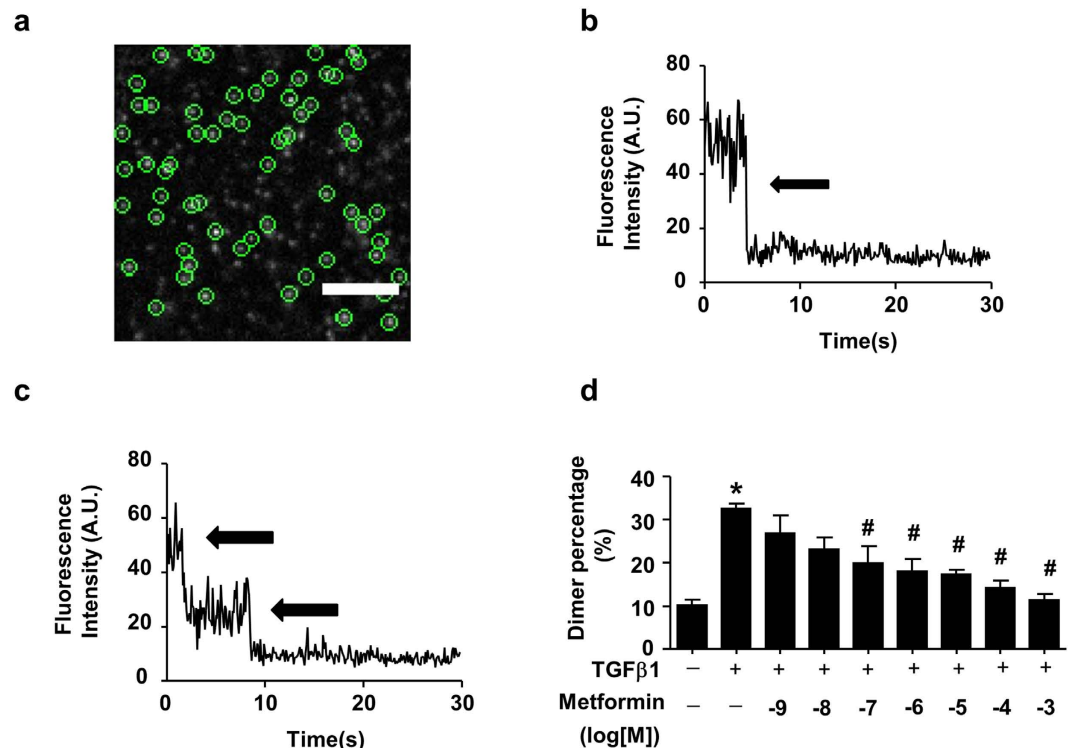 a
b
80
60
40
20
0
Fluorescence
Intensity (A.U.)
0 10 20 30
Time(s)
c
80
60
40
20
0
Fluorescence
Intensity (A.U.)
0 10 20 30
Time(s)
d
40
30
20
10
0
Dimer percentage
(%)
* # # # # #
TGFβ1 – + + + + + + + +
Metformin – – -9 -8 -7 -6 -5 -4 -3
(log[M])